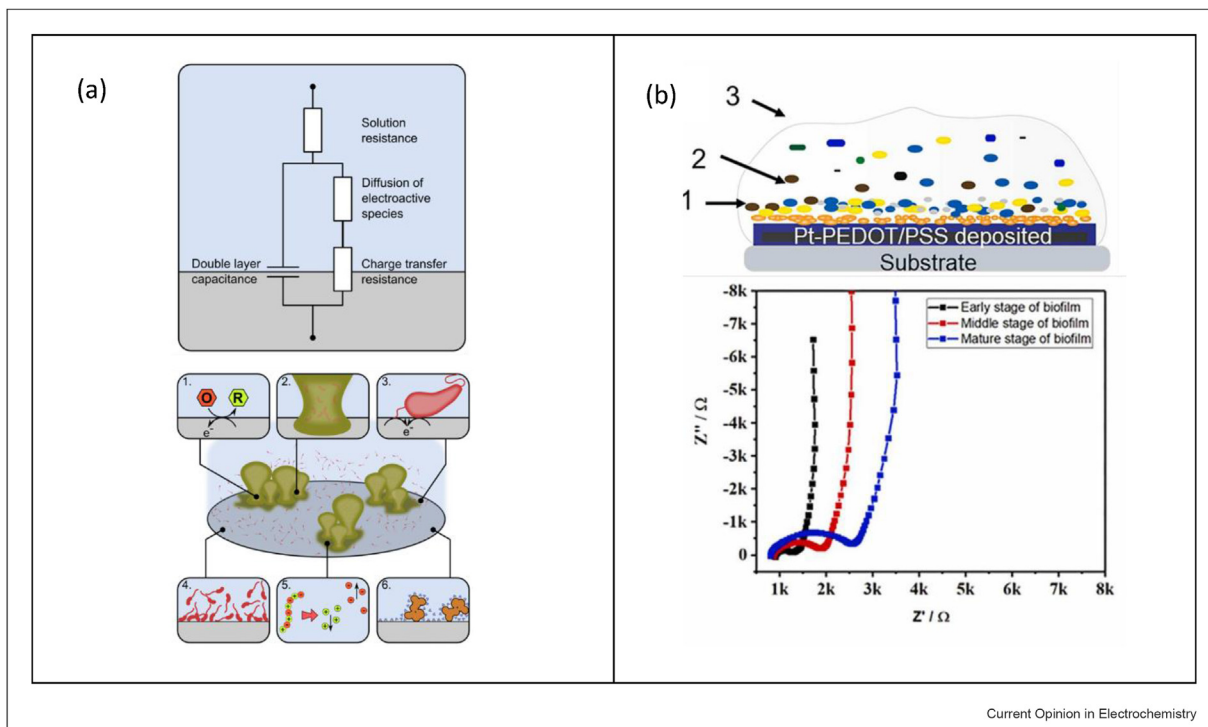 (a)
Solution
resistance
Diffusion of
electroactive
species
Double layer
capacitance
Charge transfer
resistance
1.
O
R
e-
2.
3.
e-
4.
5.
6.
(b)
3
2
1
Pt-PEDOT/PSS deposited
Substrate
-8k
-7k
-6k
-5k
-4k
-3k
-2k
-1k
0
Z'' / Ω
Early stage of biofilm
Middle stage of biofilm
Mature stage of biofilm
1k 2k 3k 4k 5k 6k 7k 8k
Z' / Ω
Current Opinion in Electrochemistry